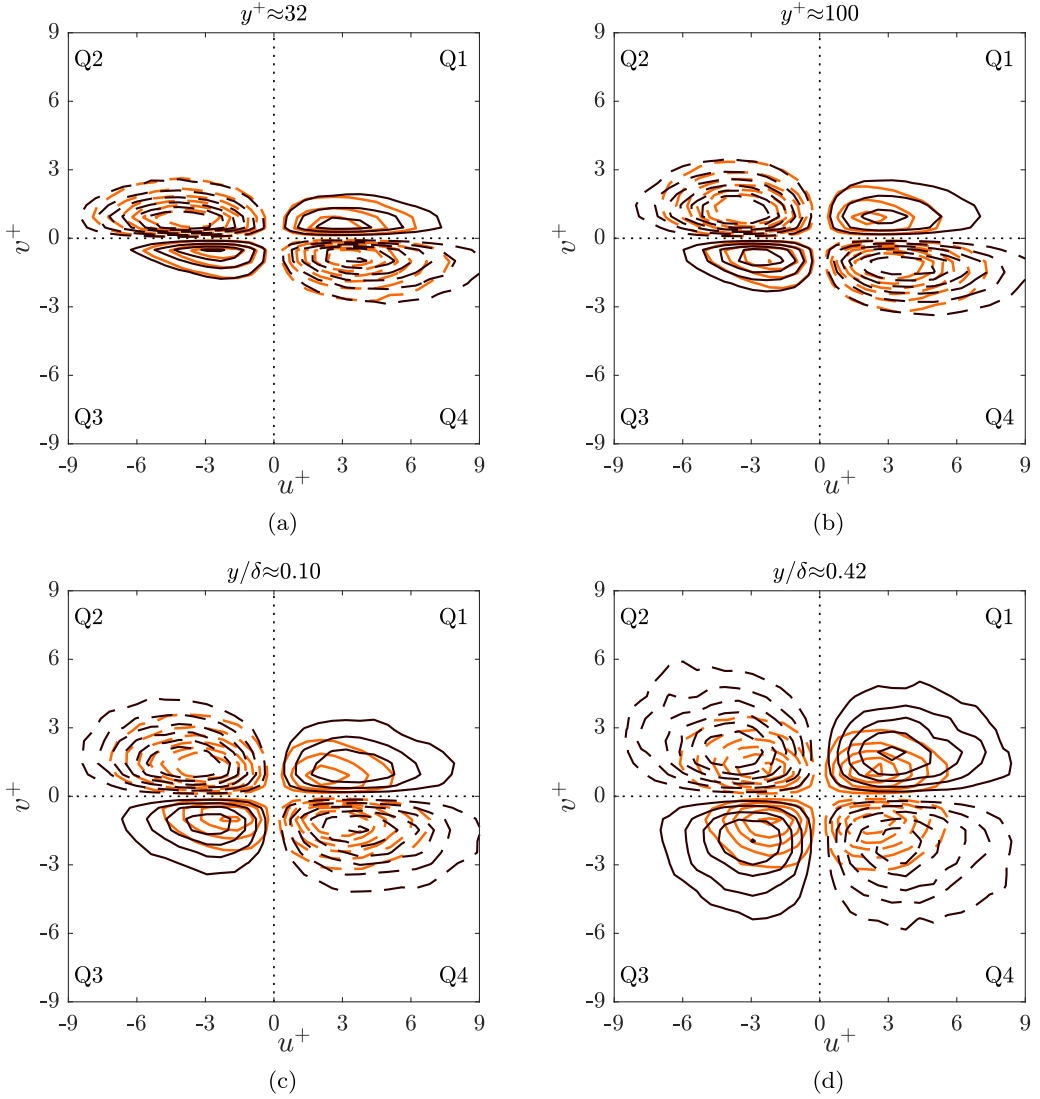 y⁺≈32
9
6
3
0
-3
-6
-9
v⁺
Q2 Q1
Q3 Q4
-9 -6 -3 0 3 6 9
u⁺
(a)
y⁺≈100
9
6
3
0
-3
-6
-9
v⁺
Q2 Q1
Q3 Q4
-9 -6 -3 0 3 6 9
u⁺
(b)
y/δ≈0.10
9
6
3
0
-3
-6
-9
v⁺
Q2 Q1
Q3 Q4
-9 -6 -3 0 3 6 9
u⁺
(c)
y/δ≈0.42
9
6
3
0
-3
-6
-9
v⁺
Q2 Q1
Q3 Q4
-9 -6 -3 0 3 6 9
u⁺
(d)